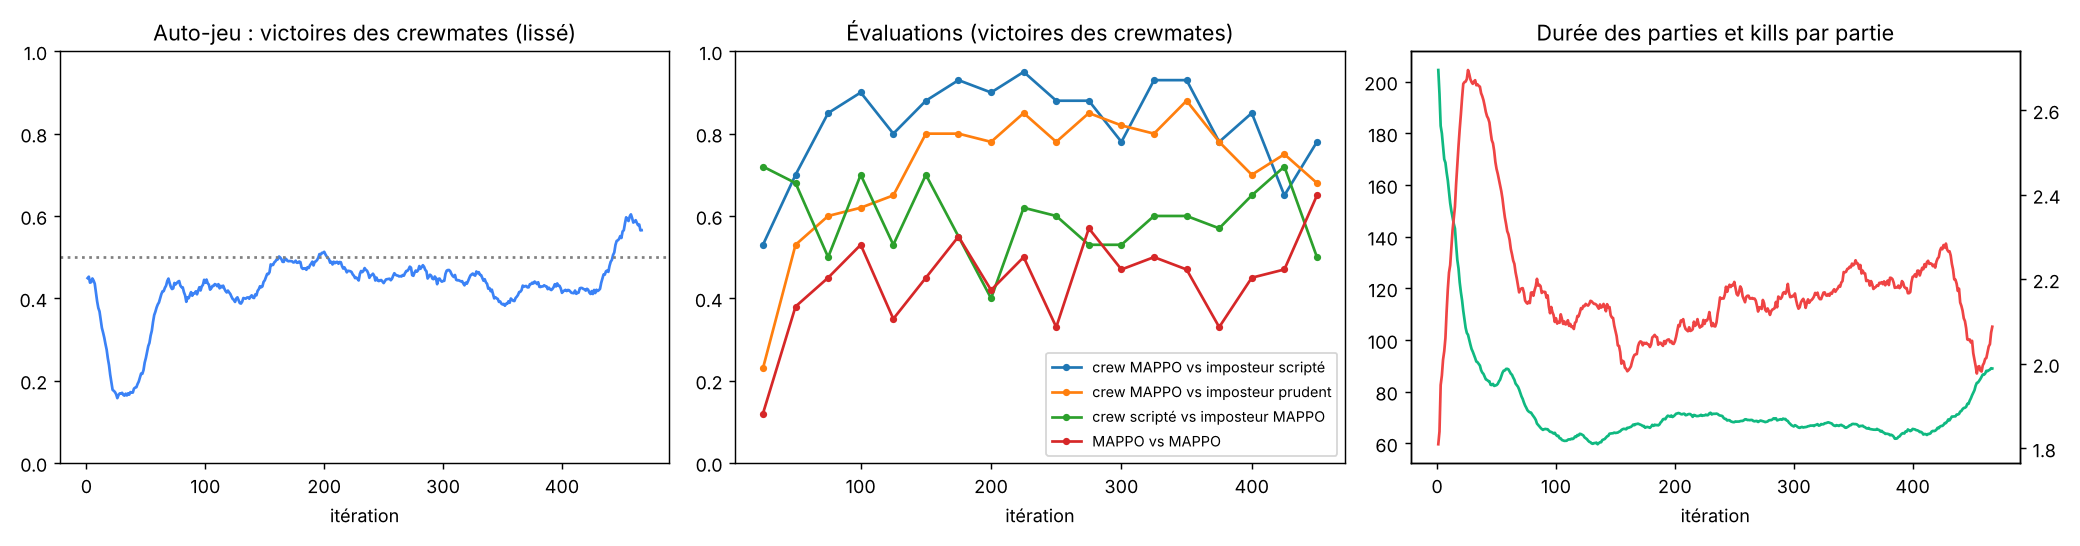 Auto-jeu : victoires des crewmates (lissé)
1.0
0.8
0.6
0.4
0.2
0.0
0 100 200 300 400
itération
Évaluations (victoires des crewmates)
1.0
0.8
0.6
0.4
0.2
0.0
crew MAPPO vs imposteur scripté
crew MAPPO vs imposteur prudent
crew scripté vs imposteur MAPPO
MAPPO vs MAPPO
100 200 300 400
itération
Durée des parties et kills par partie
200
180
160
140
120
100
80
60
2.6
2.4
2.2
2.0
1.8
0 100 200 300 400
itération